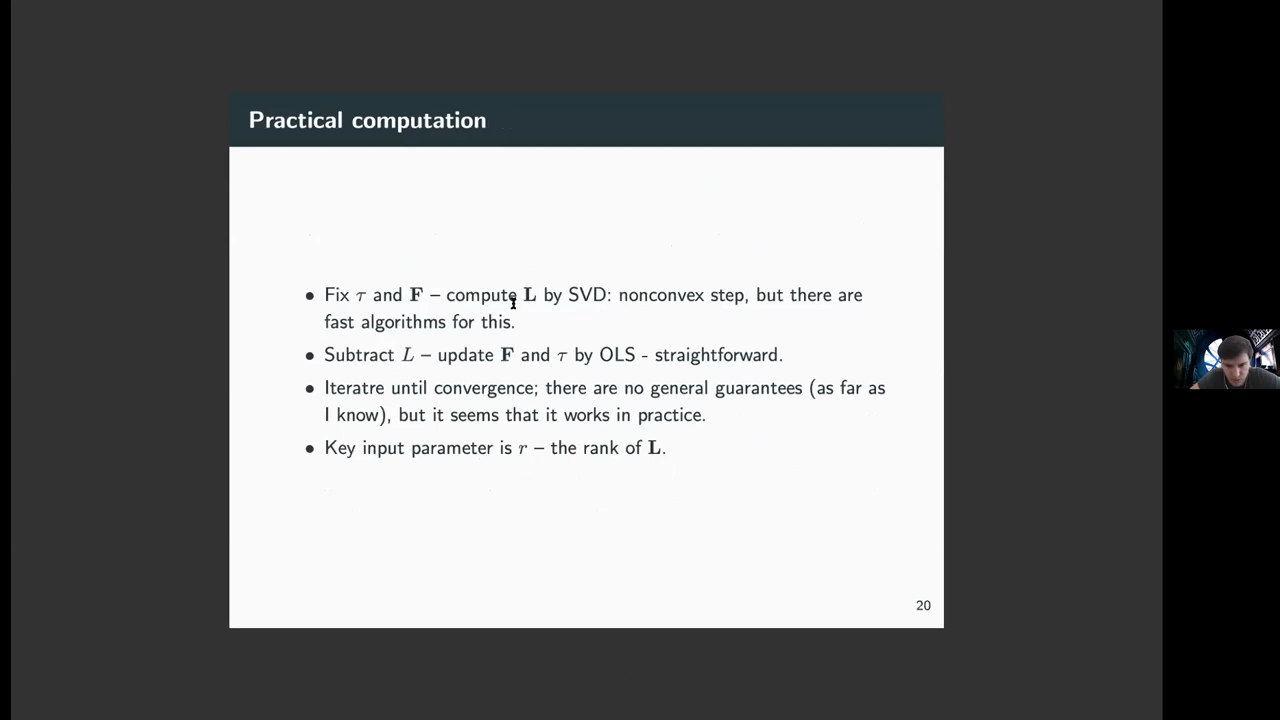 Practical computation
• Fix τ and F – compute L by SVD: nonconvex step, but there are
fast algorithms for this.
• Subtract L – update F and τ by OLS - straightforward.
• Iteratre until convergence; there are no general guarantees (as far as
I know), but it seems that it works in practice.
• Key input parameter is r – the rank of L.
20